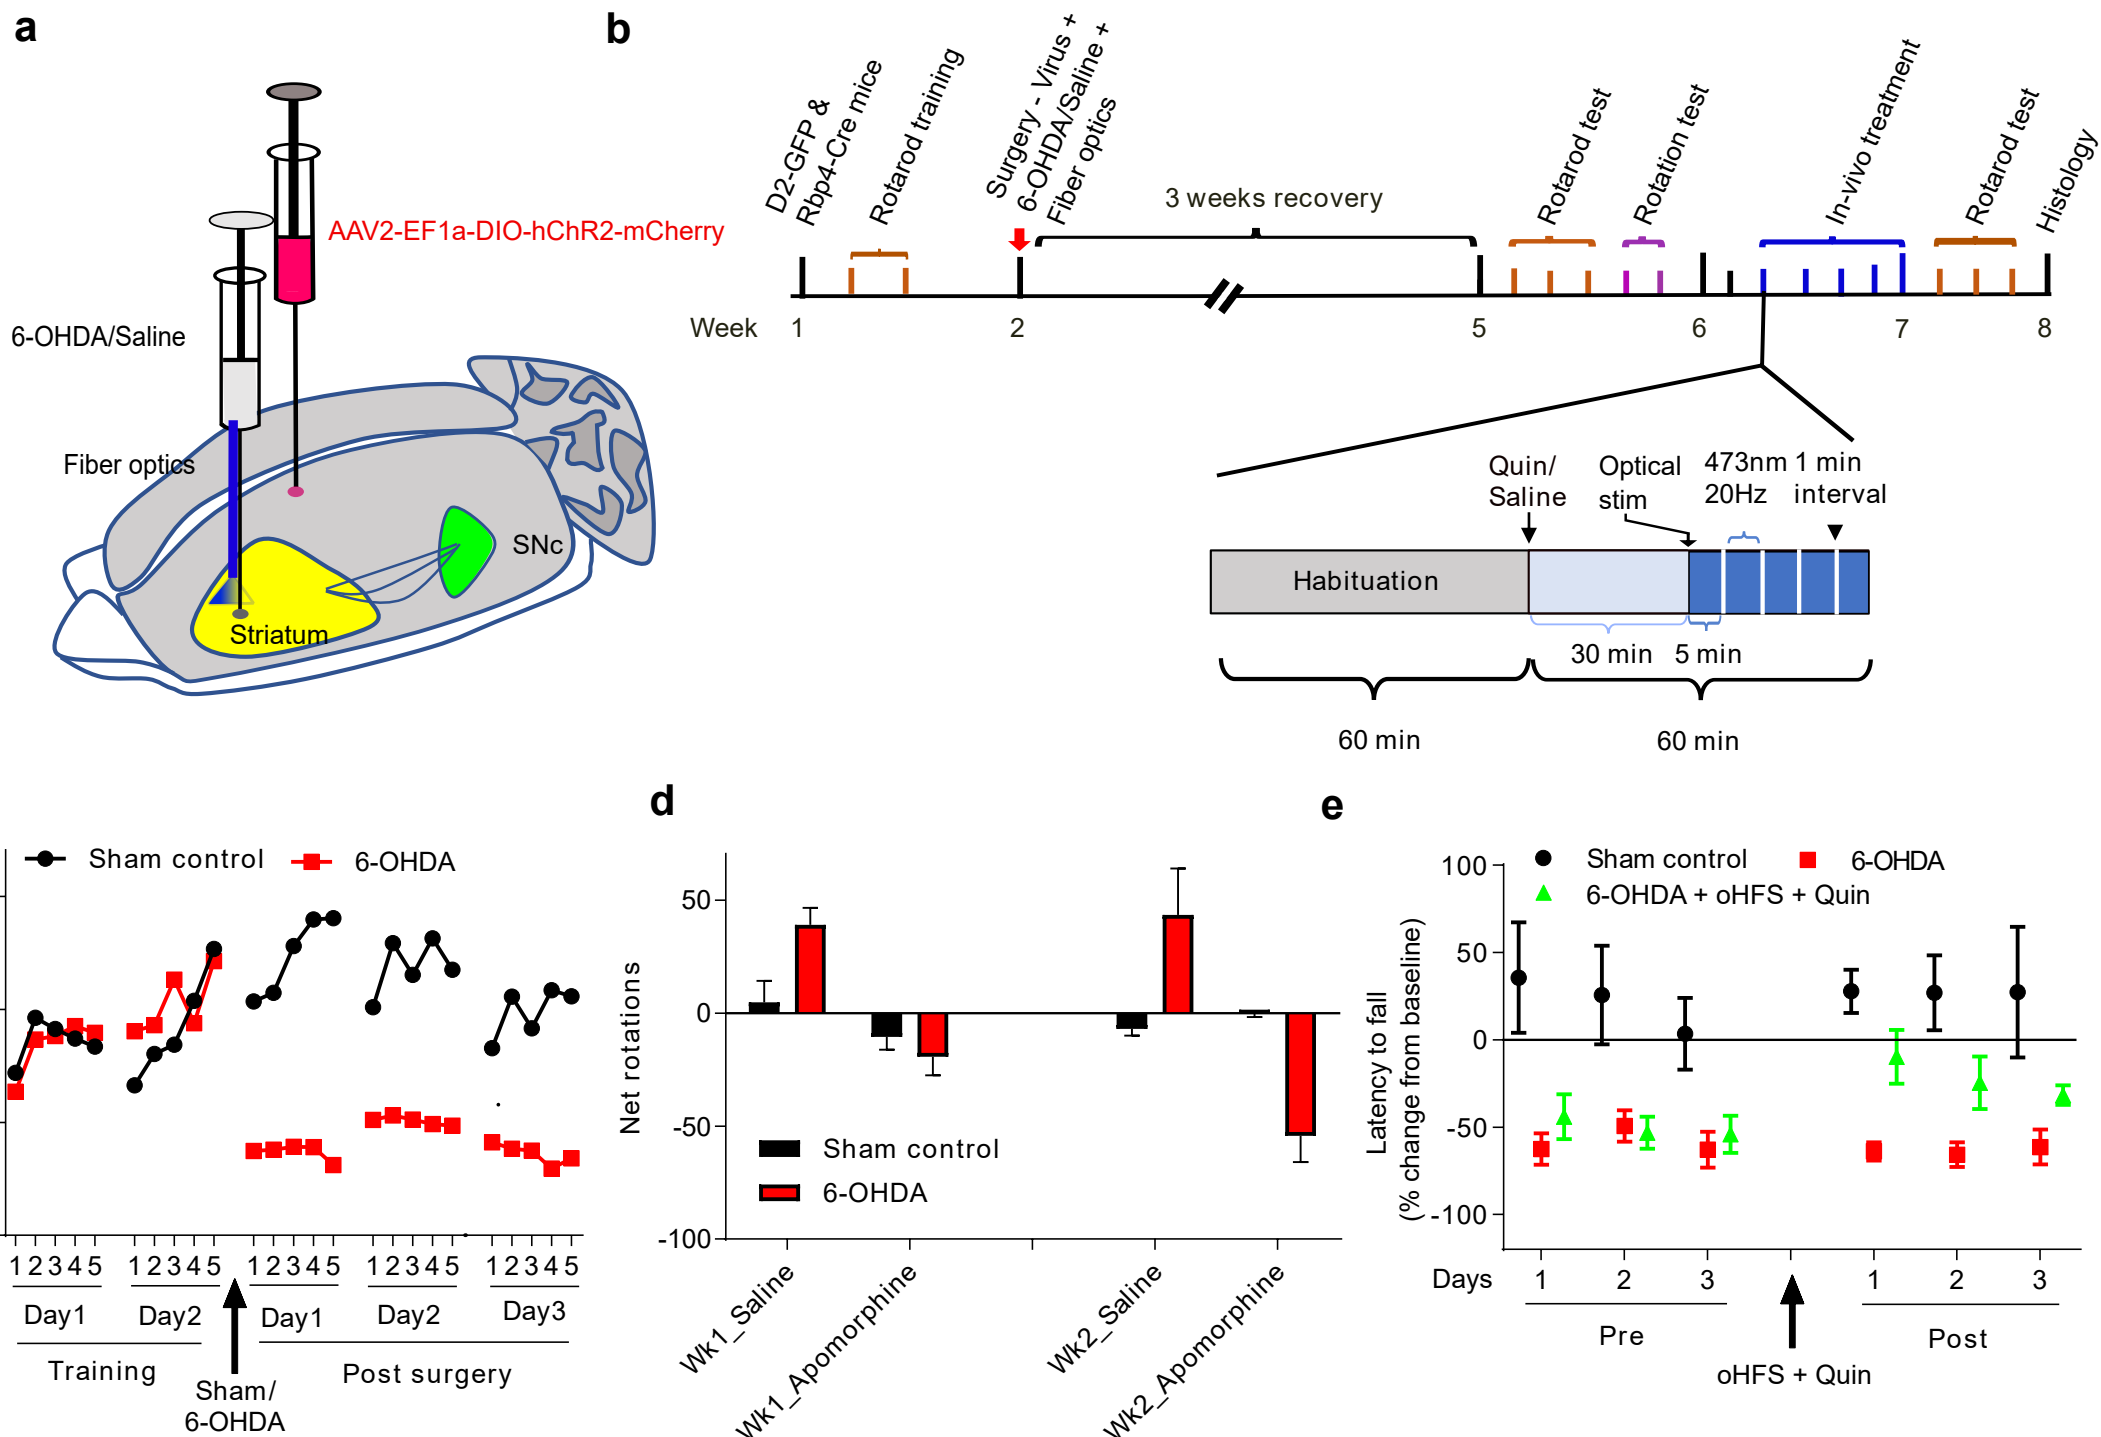 a
AAV2-EF1a-DIO-hChR2-mCherry
6-OHDA/Saline
Fiber optics
SNc
Striatum
b
D2-GFP &
Rbp4-Cre mice
Rotarod training
Surgery - Virus +
6-OHDA/Saline +
Fiber optics
3 weeks recovery
Rotarod test
Rotation test
In-vivo treatment
Rotarod test
Histology
Week 1 2 5 6 7 8
Quin/
Saline
Optical
stim
473nm
20Hz
1 min
interval
Habituation
30 min 5 min
60 min 60 min
Sham control 6-OHDA
1 2 3 4 5 1 2 3 4 5 1 2 3 4 5 1 2 3 4 5 1 2 3 4 5
Day1 Day2 Day1 Day2 Day3
Training Post surgery
Sham/
6-OHDA
d
Net rotations
50
0
-50
-100
Sham control
6-OHDA
Wk1_Saline
Wk1_Apomorphine
Wk2_Saline
Wk2_Apomorphine
e
Latency to fall
(% change from baseline)
100
50
0
-50
-100
Sham control 6-OHDA
6-OHDA + oHFS + Quin
Days 1 2 3 1 2 3
Pre Post
oHFS + Quin